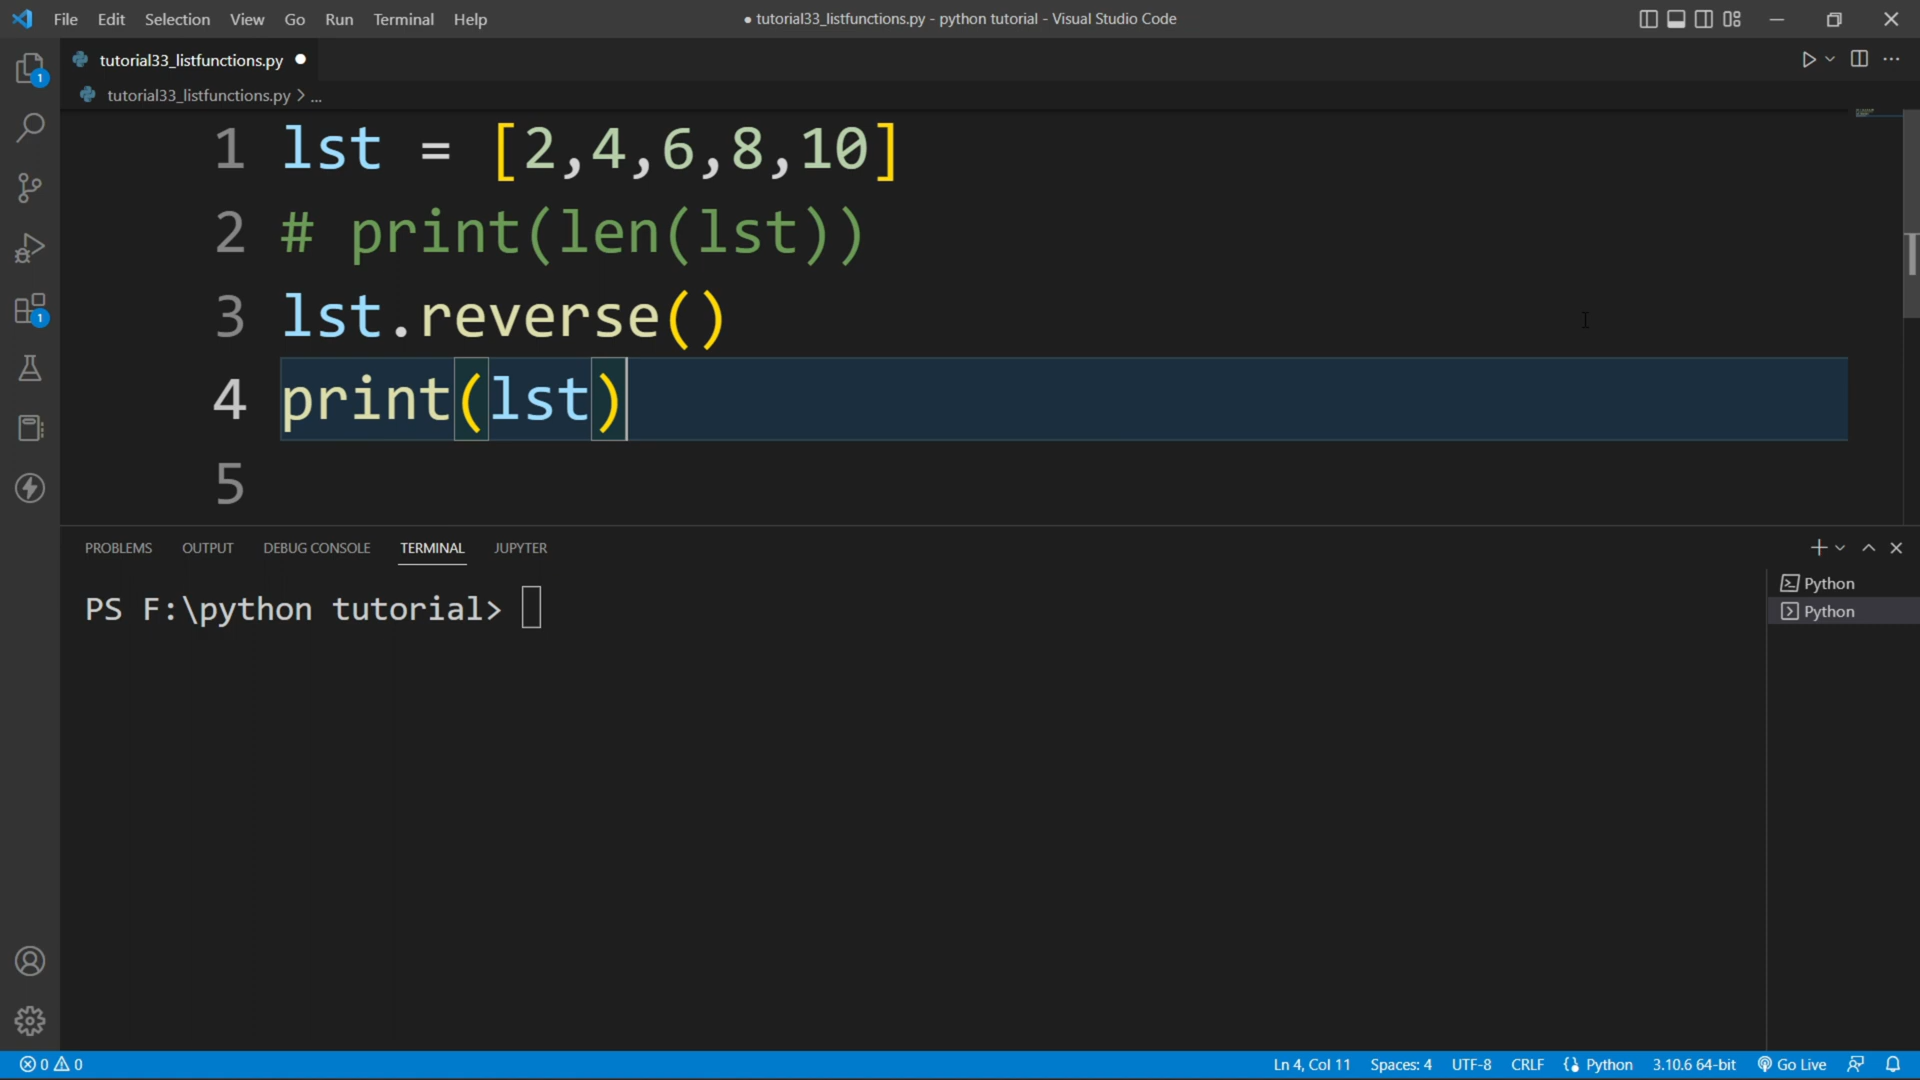 File Edit Selection View Go Run Terminal Help ● tutorial33_listfunctions.py - python tutorial - Visual Studio Code
tutorial33_listfunctions.py ●
tutorial33_listfunctions.py > ...
1
1 lst = [2,4,6,8,10]
2 # print(len(lst))
3 lst.reverse()
1
4 print(lst)
5
PROBLEMS OUTPUT DEBUG CONSOLE TERMINAL JUPYTER
PS F:\python tutorial>
Python
Python
0 0 Ln 4, Col 11 Spaces: 4 UTF-8 CRLF Python 3.10.6 64-bit Go Live